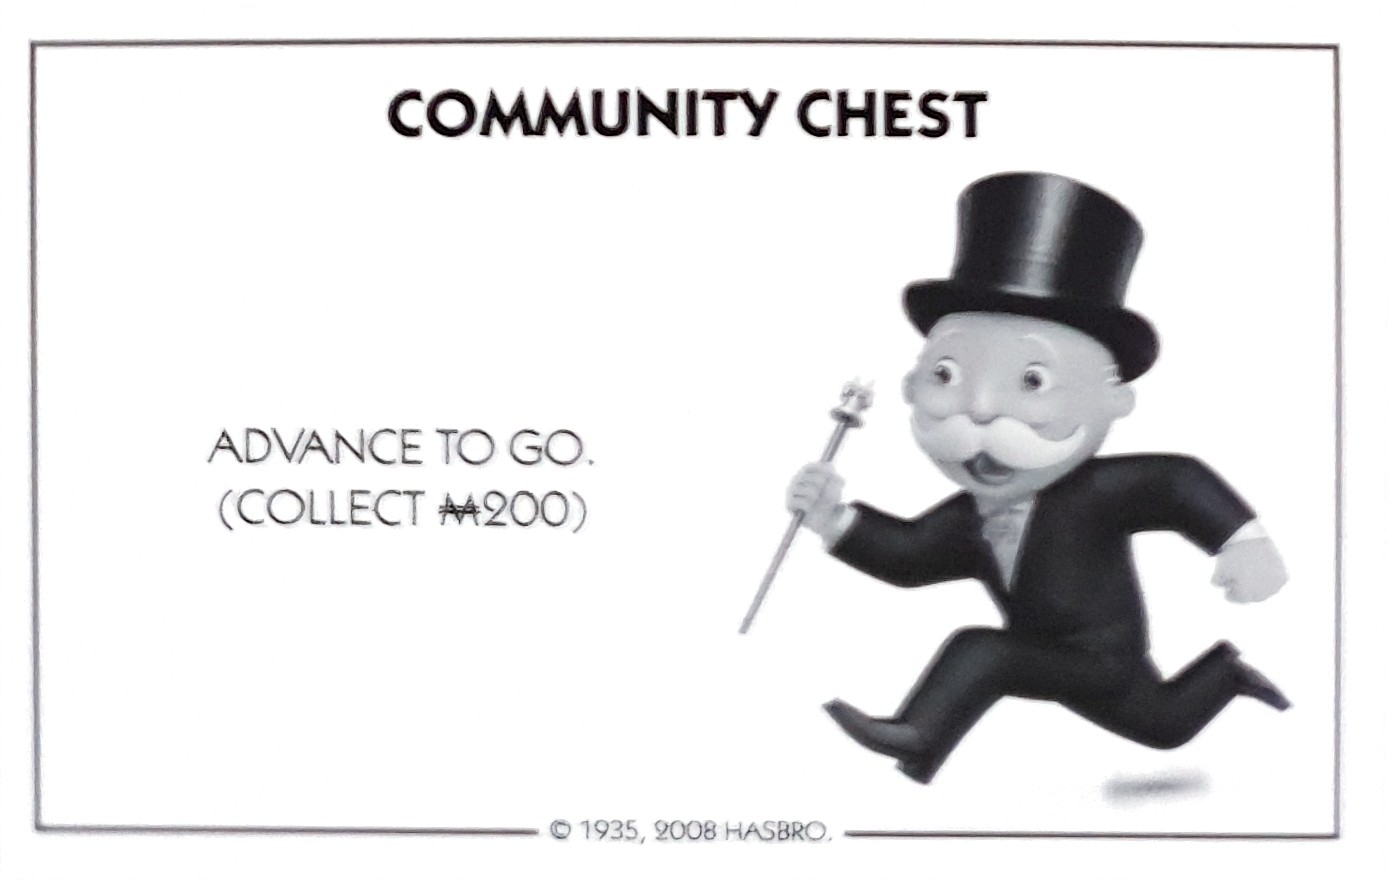 COMMUNITY CHEST
ADVANCE TO GO.
(COLLECT ₩200)
© 1935, 2008 HASBRO.